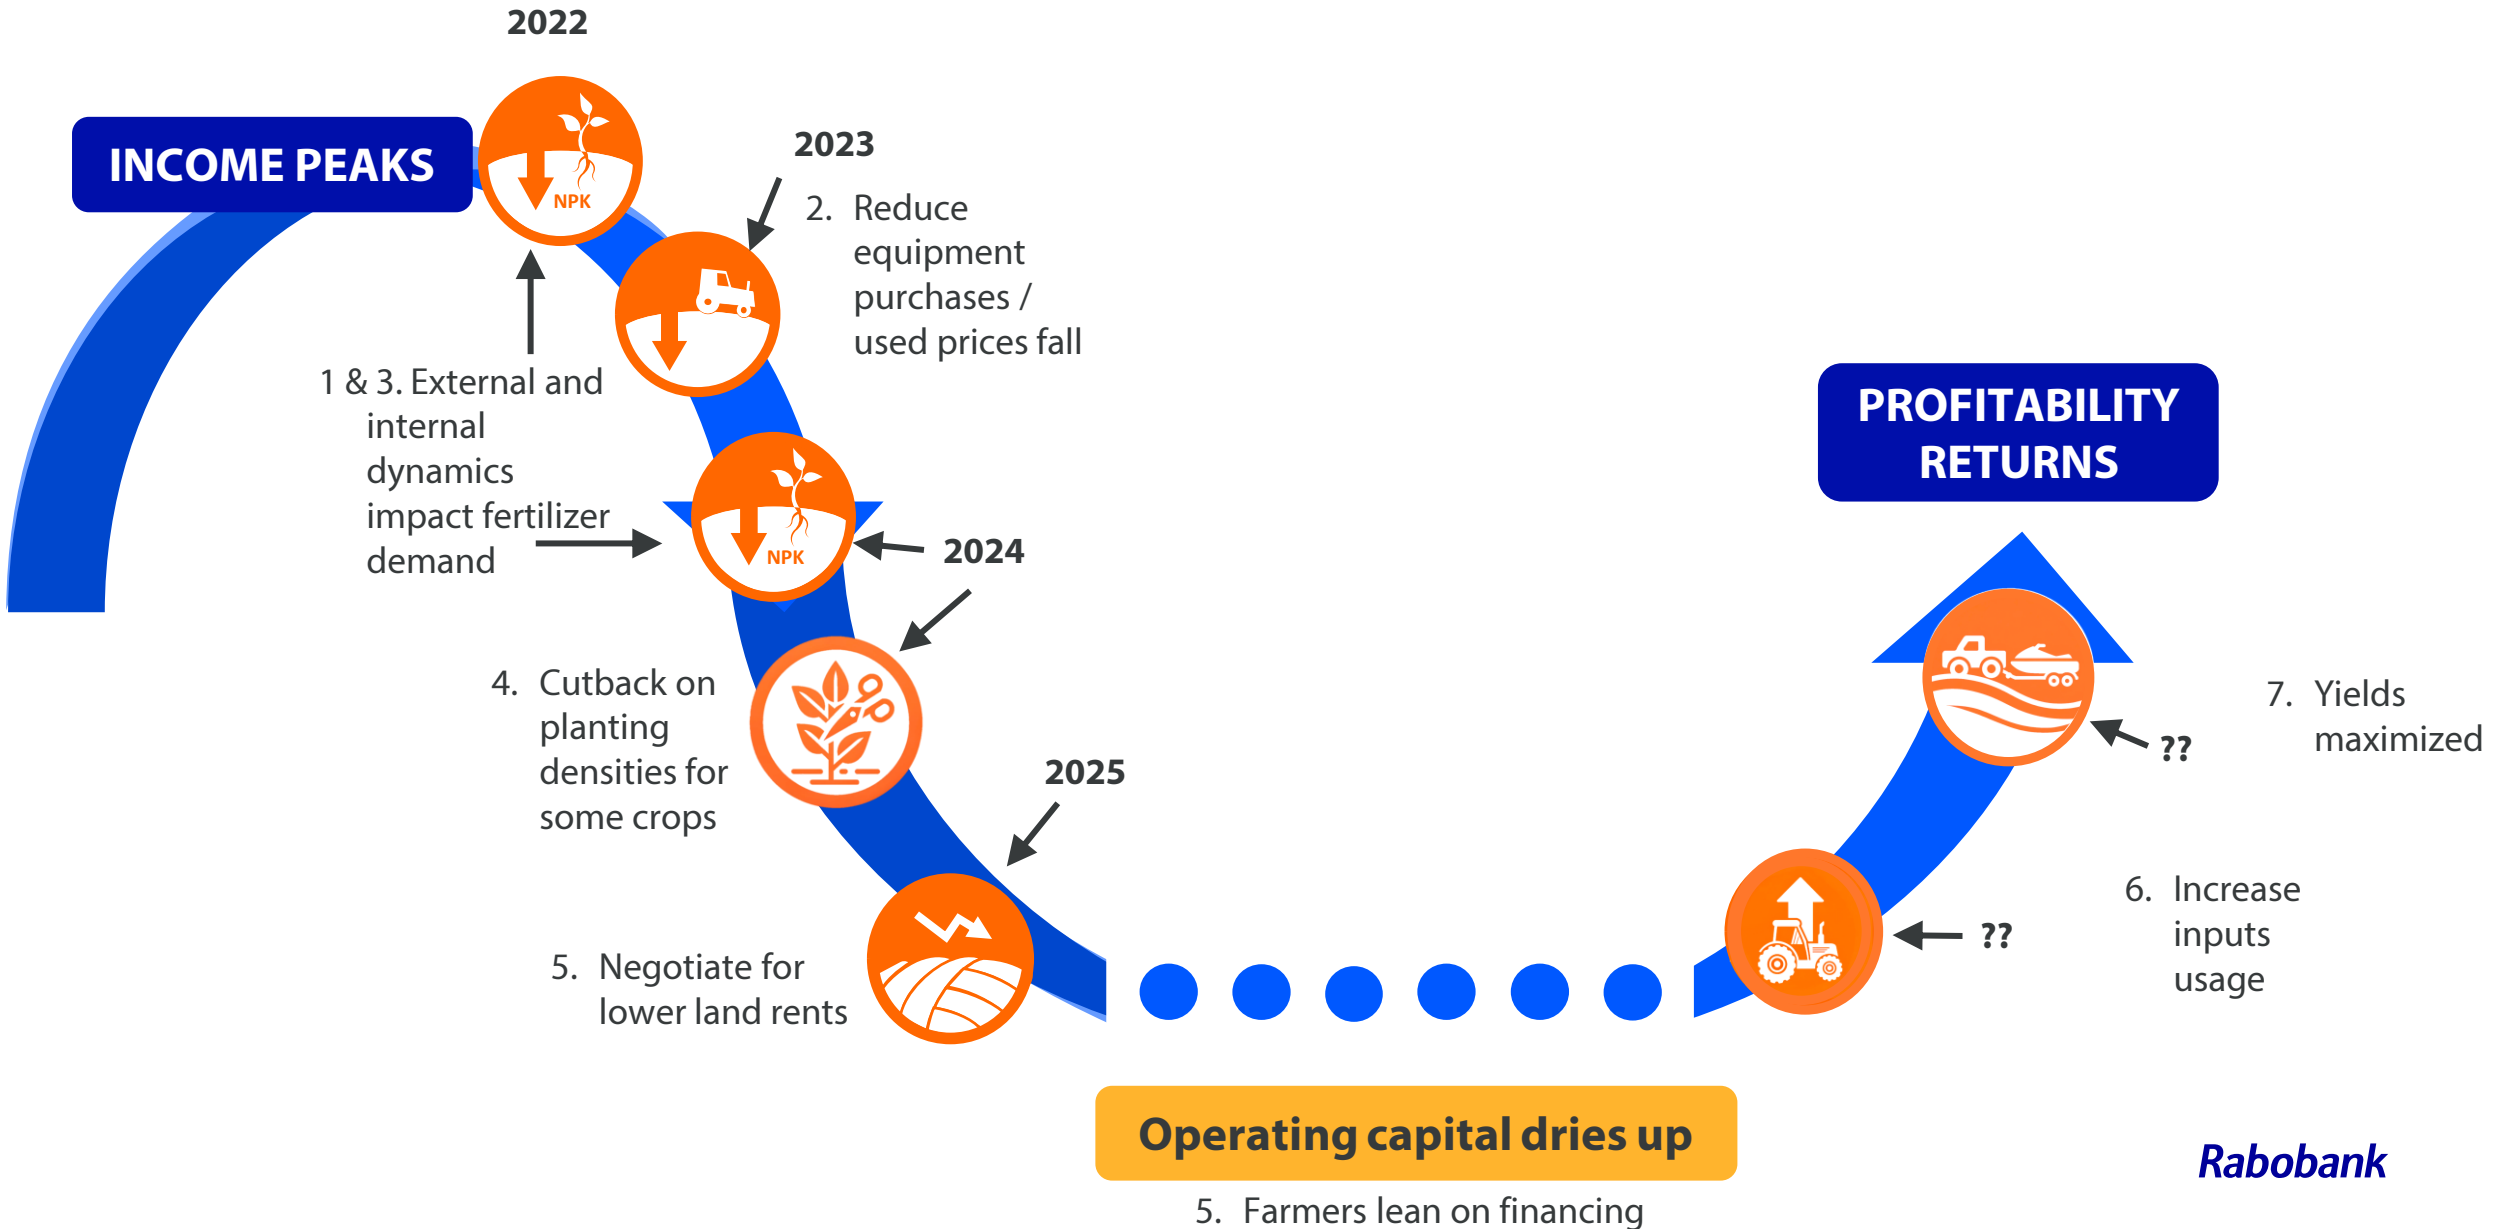 2022
INCOME PEAKS
NPK
2023
2. Reduce
equipment
purchases /
used prices fall
1 & 3. External and
internal
dynamics
impact fertilizer
demand
NPK
2024
4. Cutback on
planting
densities for
some crops
2025
5. Negotiate for
lower land rents
Operating capital dries up
5. Farmers lean on financing
PROFITABILITY
RETURNS
7. Yields
maximized
??
6. Increase
inputs
usage
??
Rabobank